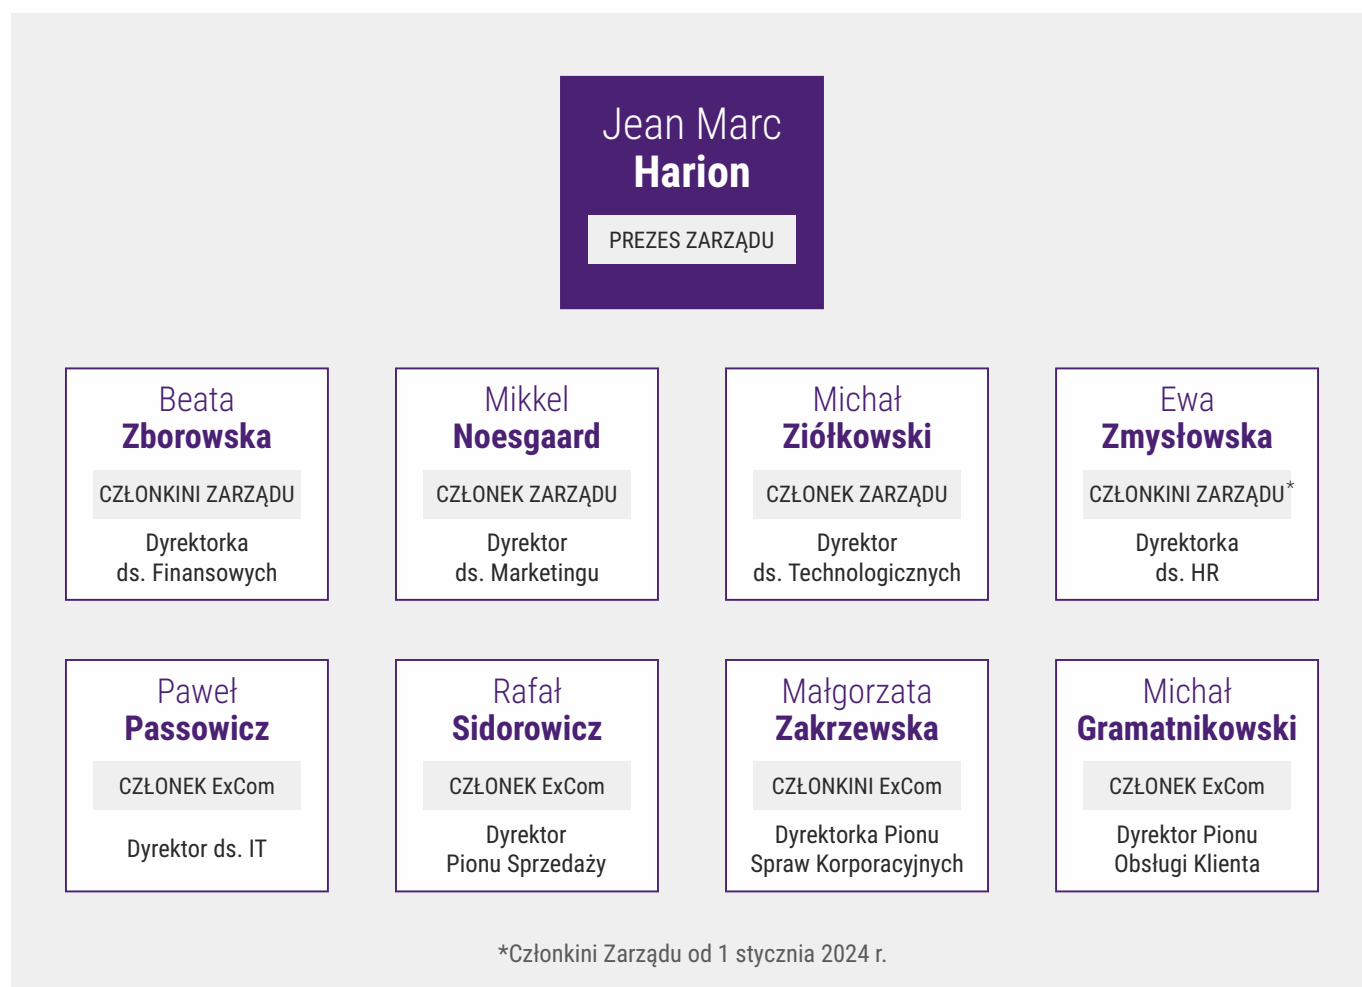 Jean Marc
Harion
PREZES ZARZĄDU
Beata
Zborowska
CZŁONKINI ZARZĄDU
Dyrektorka
ds. Finansowych
Mikkel
Noesgaard
CZŁONEK ZARZĄDU
Dyrektor
ds. Marketingu
Michał
Ziółkowski
CZŁONEK ZARZĄDU
Dyrektor
ds. Technologicznych
Ewa
Zmysłowska
CZŁONKINI ZARZĄDU*
Dyrektorka
ds. HR
Paweł
Passowicz
CZŁONEK ExCom
Dyrektor ds. IT
Rafał
Sidorowicz
CZŁONEK ExCom
Dyrektor
Pionu Sprzedaży
Małgorzata
Zakrzewska
CZŁONKINI ExCom
Dyrektorka Pionu
Spraw Korporacyjnych
Michał
Gramatnikowski
CZŁONEK ExCom
Dyrektor Pionu
Obsługi Klienta
*Członkini Zarządu od 1 stycznia 2024 r.